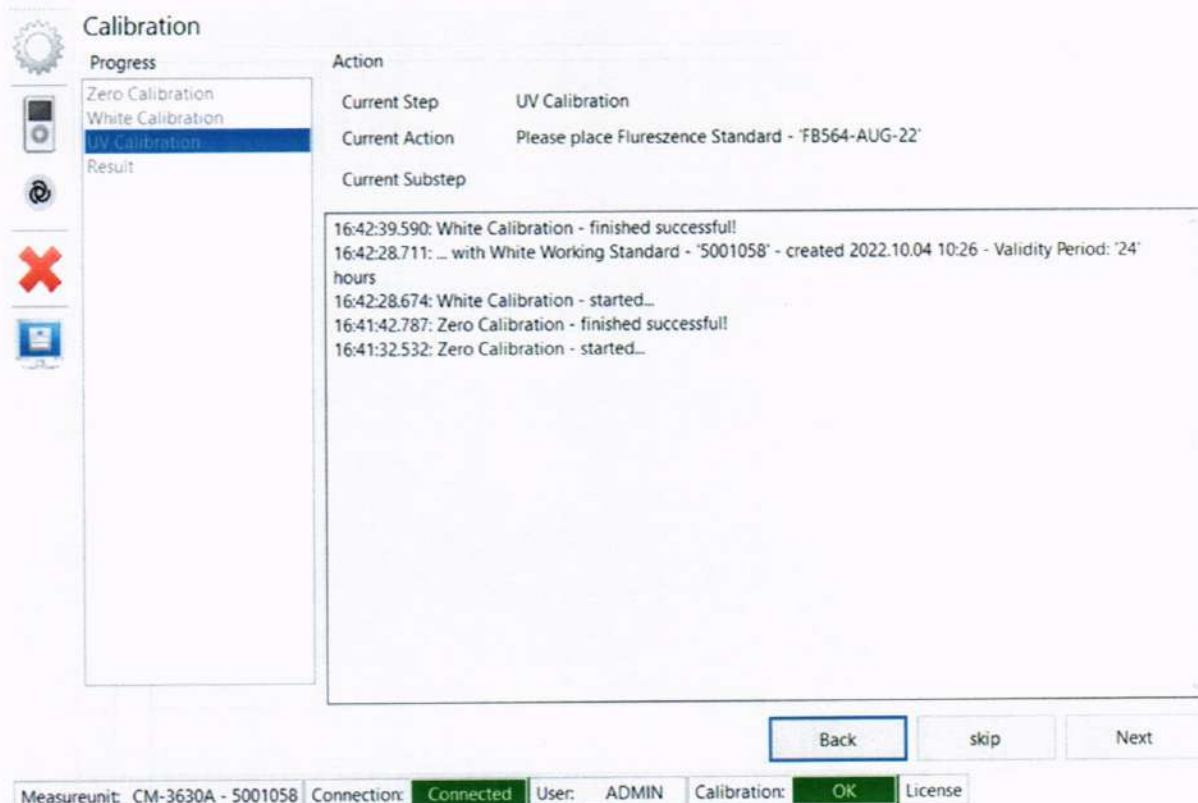 Calibration
Progress
Action
Zero Calibration
White Calibration
UV Calibration
Result
Current Step UV Calibration
Current Action Please place Flureszence Standard - 'FB564-AUG-22'
Current Substep
16:42:39.590: White Calibration - finished successful!
16:42:28.711: ... with White Working Standard - '5001058' - created 2022.10.04 10:26 - Validity Period: '24'
hours
16:42:28.674: White Calibration - started...
16:41:42.787: Zero Calibration - finished successful!
16:41:32.532: Zero Calibration - started...
Back skip Next
Measureunit: CM-3630A - 5001058 Connection: Connected User: ADMIN Calibration: OK License